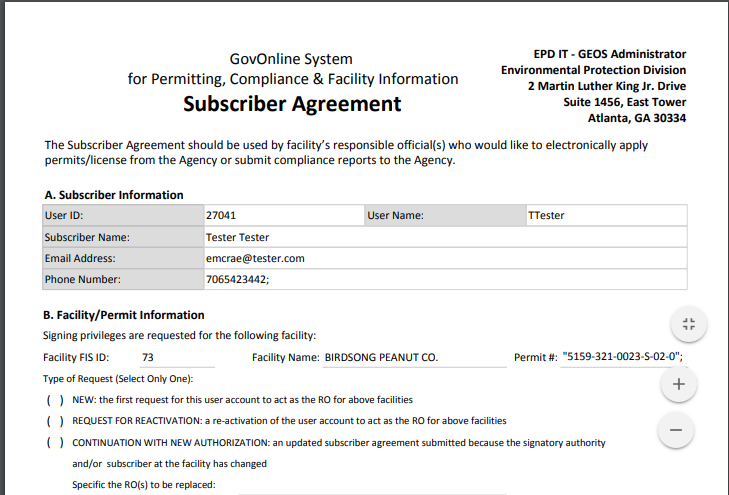 GovOnline System
for Permitting, Compliance & Facility Information
Subscriber Agreement
EPD IT - GEOS Administrator
Environmental Protection Division
2 Martin Luther King Jr. Drive
Suite 1456, East Tower
Atlanta, GA 30334
The Subscriber Agreement should be used by facility's responsible official(s) who would like to electronically apply
permits/license from the Agency or submit compliance reports to the Agency.
A. Subscriber Information
User ID: 27041 User Name: TTester
Subscriber Name: Tester Tester
Email Address: emcrae@tester.com
Phone Number: 7065423442;
B. Facility/Permit Information
Signing privileges are requested for the following facility:
Facility FIS ID: 73 Facility Name: BIRDSONG PEANUT CO. Permit #: "5159-321-0023-S-02-0";
Type of Request (Select Only One):
( ) NEW: the first request for this user account to act as the RO for above facilities
( ) REQUEST FOR REACTIVATION: a re-activation of the user account to act as the RO for above facilities
( ) CONTINUATION WITH NEW AUTHORIZATION: an updated subscriber agreement submitted because the signatory authority
and/or subscriber at the facility has changed
Specific the RO(s) to be replaced: